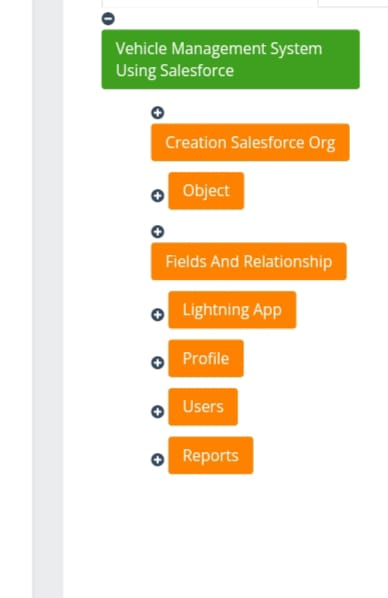 Vehicle Management System
Using Salesforce
Creation Salesforce Org
Object
Fields And Relationship
Lightning App
Profile
Users
Reports